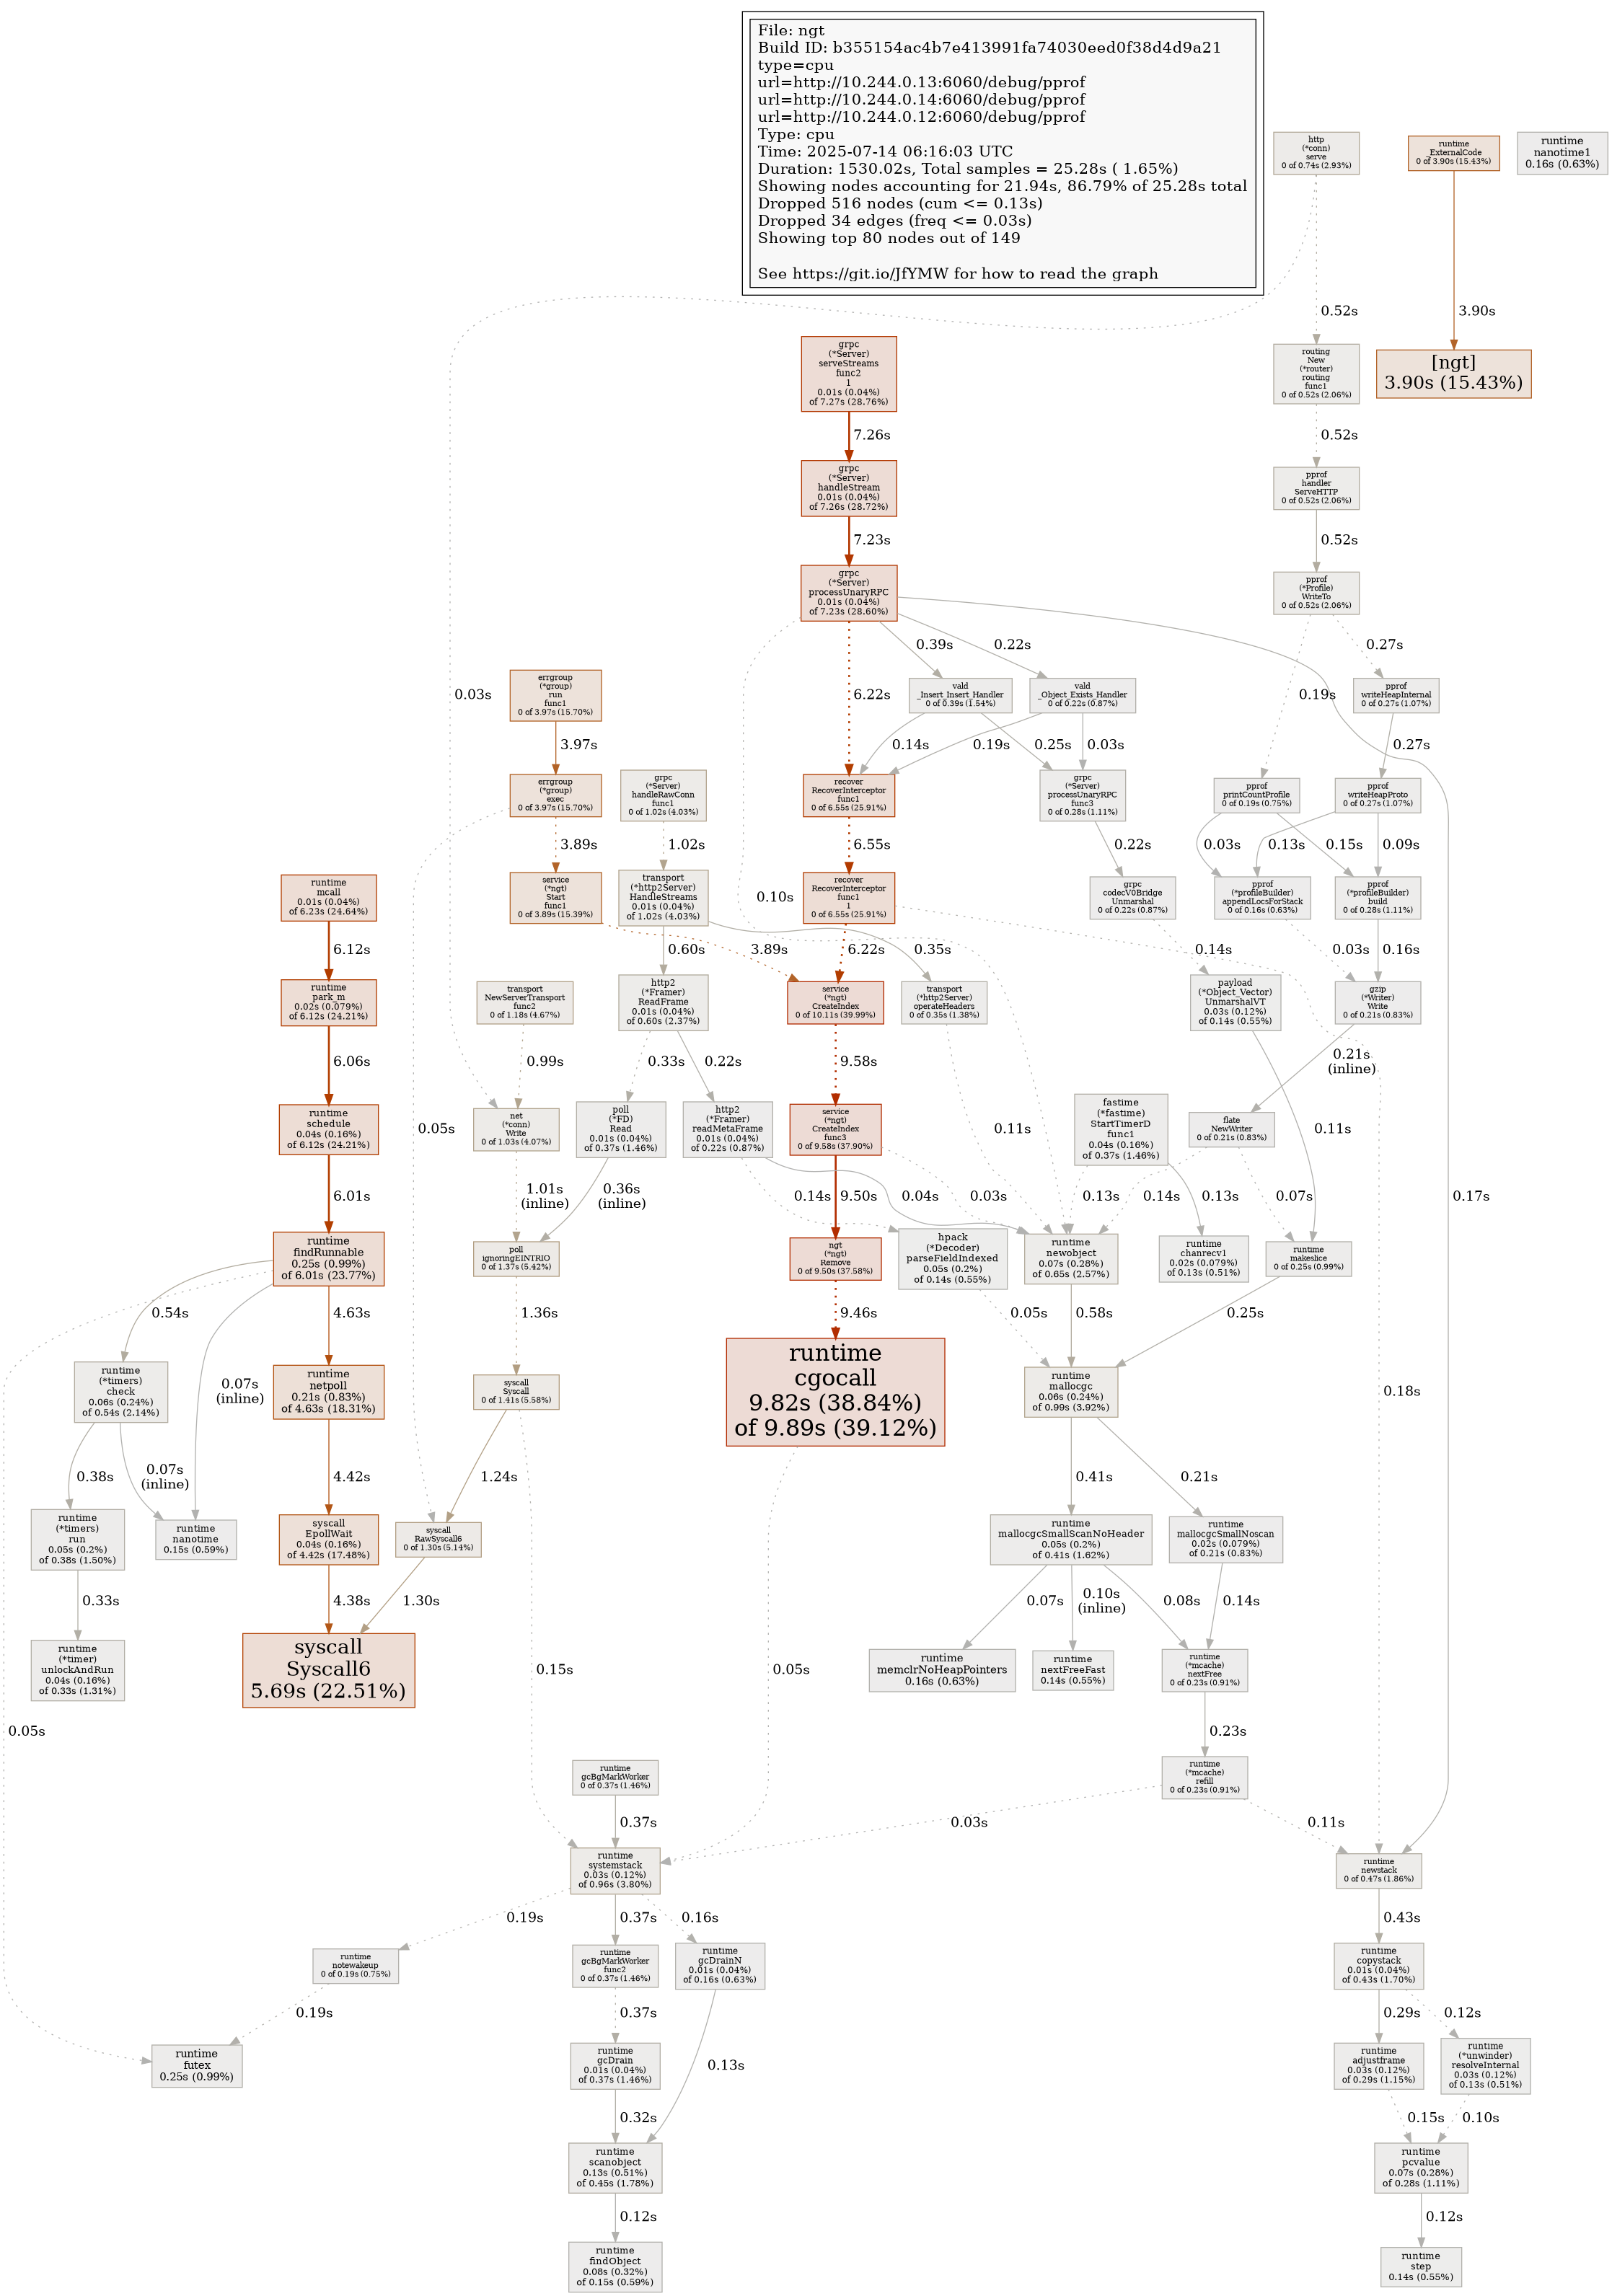 File: ngt
Build ID: b355154ac4b7e413991fa74030eed0f38d4d9a21
type=cpu
url=http://10.244.0.13:6060/debug/pprof
url=http://10.244.0.14:6060/debug/pprof
url=http://10.244.0.12:6060/debug/pprof
Type: cpu
Time: 2025-07-14 06:16:03 UTC
Duration: 1530.02s, Total samples = 25.28s ( 1.65%)
Showing nodes accounting for 21.94s, 86.79% of 25.28s total
Dropped 516 nodes (cum <= 0.13s)
Dropped 34 edges (freq <= 0.03s)
Showing top 80 nodes out of 149
See https://git.io/JfYMW for how to read the graph
http
(*conn)
serve
0 of 0.74s (2.93%)
runtime
ExternalCode
0 of 3.90s (15.43%)
runtime
nanotime1
0.16s (0.63%)
0.52s
3.90s
grpc
(*Server)
serveStreams
func2
1
0.01s (0.04%)
of 7.27s (28.76%)
routing
New
(*router)
routing
func1
0 of 0.52s (2.06%)
[ngt]
3.90s (15.43%)
7.26s
0.52s
grpc
(*Server)
handleStream
0.01s (0.04%)
of 7.26s (28.72%)
pprof
handler
ServeHTTP
0 of 0.52s (2.06%)
7.23s
0.52s
grpc
(*Server)
processUnaryRPC
0.01s (0.04%)
of 7.23s (28.60%)
pprof
(*Profile)
WriteTo
0 of 0.52s (2.06%)
0.39s
0.22s
0.27s
0.03s
errgroup
(*group)
run
func1
0 of 3.97s (15.70%)
6.22s
vald
_Insert_Insert_Handler
0 of 0.39s (1.54%)
vald
_Object_Exists_Handler
0 of 0.22s (0.87%)
0.19s
pprof
writeHeapInternal
0 of 0.27s (1.07%)
3.97s
0.14s
0.19s
0.25s
0.03s
0.27s
errgroup
(*group)
exec
0 of 3.97s (15.70%)
grpc
(*Server)
handleRawConn
func1
0 of 1.02s (4.03%)
recover
RecoverInterceptor
func1
0 of 6.55s (25.91%)
grpc
(*Server)
processUnaryRPC
func3
0 of 0.28s (1.11%)
pprof
printCountProfile
0 of 0.19s (0.75%)
pprof
writeHeapProto
0 of 0.27s (1.07%)
3.89s
1.02s
6.55s
0.22s
0.03s
0.13s
0.15s
0.09s
runtime
mcall
0.01s (0.04%)
of 6.23s (24.64%)
service
(*ngt)
Start
func1
0 of 3.89s (15.39%)
transport
(*http2Server)
HandleStreams
0.01s (0.04%)
of 1.02s (4.03%)
0.10s
recover
RecoverInterceptor
func1
1
0 of 6.55s (25.91%)
grpc
codecV0Bridge
Unmarshal
0 of 0.22s (0.87%)
pprof
(*profileBuilder)
appendLocsForStack
0 of 0.16s (0.63%)
pprof
(*profileBuilder)
build
0 of 0.28s (1.11%)
6.12s
0.60s
3.89s
0.35s
6.22s
0.14s
0.03s
0.16s
runtime
park_m
0.02s (0.079%)
of 6.12s (24.21%)
transport
NewServerTransport
func2
0 of 1.18s (4.67%)
http2
(*Framer)
ReadFrame
0.01s (0.04%)
of 0.60s (2.37%)
service
(*ngt)
CreateIndex
0 of 10.11s (39.99%)
transport
(*http2Server)
operateHeaders
0 of 0.35s (1.38%)
payload
(*Object_Vector)
UnmarshalVT
0.03s (0.12%)
of 0.14s (0.55%)
gzip
(*Writer)
Write
0 of 0.21s (0.83%)
6.06s
0.99s
0.33s
0.22s
9.58s
0.21s
(inline)
runtime
schedule
0.04s (0.16%)
of 6.12s (24.21%)
0.05s
net
(*conn)
Write
0 of 1.03s (4.07%)
poll
(*FD)
Read
0.01s (0.04%)
of 0.37s (1.46%)
http2
(*Framer)
readMetaFrame
0.01s (0.04%)
of 0.22s (0.87%)
service
(*ngt)
CreateIndex
func3
0 of 9.58s (37.90%)
0.11s
fastime
(*fastime)
StartTimerD
func1
0.04s (0.16%)
of 0.37s (1.46%)
flate
NewWriter
0 of 0.21s (0.83%)
0.11s
6.01s
1.01s
(inline)
0.36s
(inline)
0.14s
9.50s
0.04s
0.03s
0.13s
0.14s
0.13s
0.07s
0.17s
runtime
findRunnable
0.25s (0.99%)
of 6.01s (23.77%)
poll
ignoringEINTRIO
0 of 1.37s (5.42%)
ngt
(*ngt)
Remove
0 of 9.50s (37.58%)
hpack
(*Decoder)
parseFieldIndexed
0.05s (0.2%)
of 0.14s (0.55%)
runtime
newobject
0.07s (0.28%)
of 0.65s (2.57%)
runtime
chanrecv1
0.02s (0.079%)
of 0.13s (0.51%)
runtime
makeslice
0 of 0.25s (0.99%)
0.54s
4.63s
1.36s
9.46s
0.05s
0.58s
0.25s
runtime
(*timers)
check
0.06s (0.24%)
of 0.54s (2.14%)
0.07s
(inline)
runtime
netpoll
0.21s (0.83%)
of 4.63s (18.31%)
syscall
Syscall
0 of 1.41s (5.58%)
runtime
cgocall
9.82s (38.84%)
of 9.89s (39.12%)
runtime
mallocgc
0.06s (0.24%)
of 0.99s (3.92%)
0.18s
0.38s
0.07s
(inline)
4.42s
1.24s
0.41s
0.21s
runtime
(*timers)
run
0.05s (0.2%)
of 0.38s (1.50%)
runtime
nanotime
0.15s (0.59%)
syscall
EpollWait
0.04s (0.16%)
of 4.42s (17.48%)
syscall
RawSyscall6
0 of 1.30s (5.14%)
runtime
mallocgcSmallScanNoHeader
0.05s (0.2%)
of 0.41s (1.62%)
runtime
mallocgcSmallNoscan
0.02s (0.079%)
of 0.21s (0.83%)
0.33s
4.38s
1.30s
0.07s
0.10s
(inline)
0.08s
0.14s
runtime
(*timer)
unlockAndRun
0.04s (0.16%)
of 0.33s (1.31%)
syscall
Syscall6
5.69s (22.51%)
0.15s
0.05s
runtime
memclrNoHeapPointers
0.16s (0.63%)
runtime
nextFreeFast
0.14s (0.55%)
runtime
(*mcache)
nextFree
0 of 0.23s (0.91%)
0.05s
0.23s
runtime
gcBgMarkWorker
0 of 0.37s (1.46%)
runtime
(*mcache)
refill
0 of 0.23s (0.91%)
0.37s
0.03s
0.11s
runtime
systemstack
0.03s (0.12%)
of 0.96s (3.80%)
runtime
newstack
0 of 0.47s (1.86%)
0.19s
0.37s
0.16s
0.43s
runtime
notewakeup
0 of 0.19s (0.75%)
runtime
gcBgMarkWorker
func2
0 of 0.37s (1.46%)
runtime
gcDrainN
0.01s (0.04%)
of 0.16s (0.63%)
runtime
copystack
0.01s (0.04%)
of 0.43s (1.70%)
0.19s
0.37s
0.29s
0.12s
runtime
futex
0.25s (0.99%)
runtime
gcDrain
0.01s (0.04%)
of 0.37s (1.46%)
0.13s
runtime
adjustframe
0.03s (0.12%)
of 0.29s (1.15%)
runtime
(*unwinder)
resolveInternal
0.03s (0.12%)
of 0.13s (0.51%)
0.32s
0.15s
0.10s
runtime
scanobject
0.13s (0.51%)
of 0.45s (1.78%)
runtime
pcvalue
0.07s (0.28%)
of 0.28s (1.11%)
0.12s
0.12s
runtime
findObject
0.08s (0.32%)
of 0.15s (0.59%)
runtime
step
0.14s (0.55%)